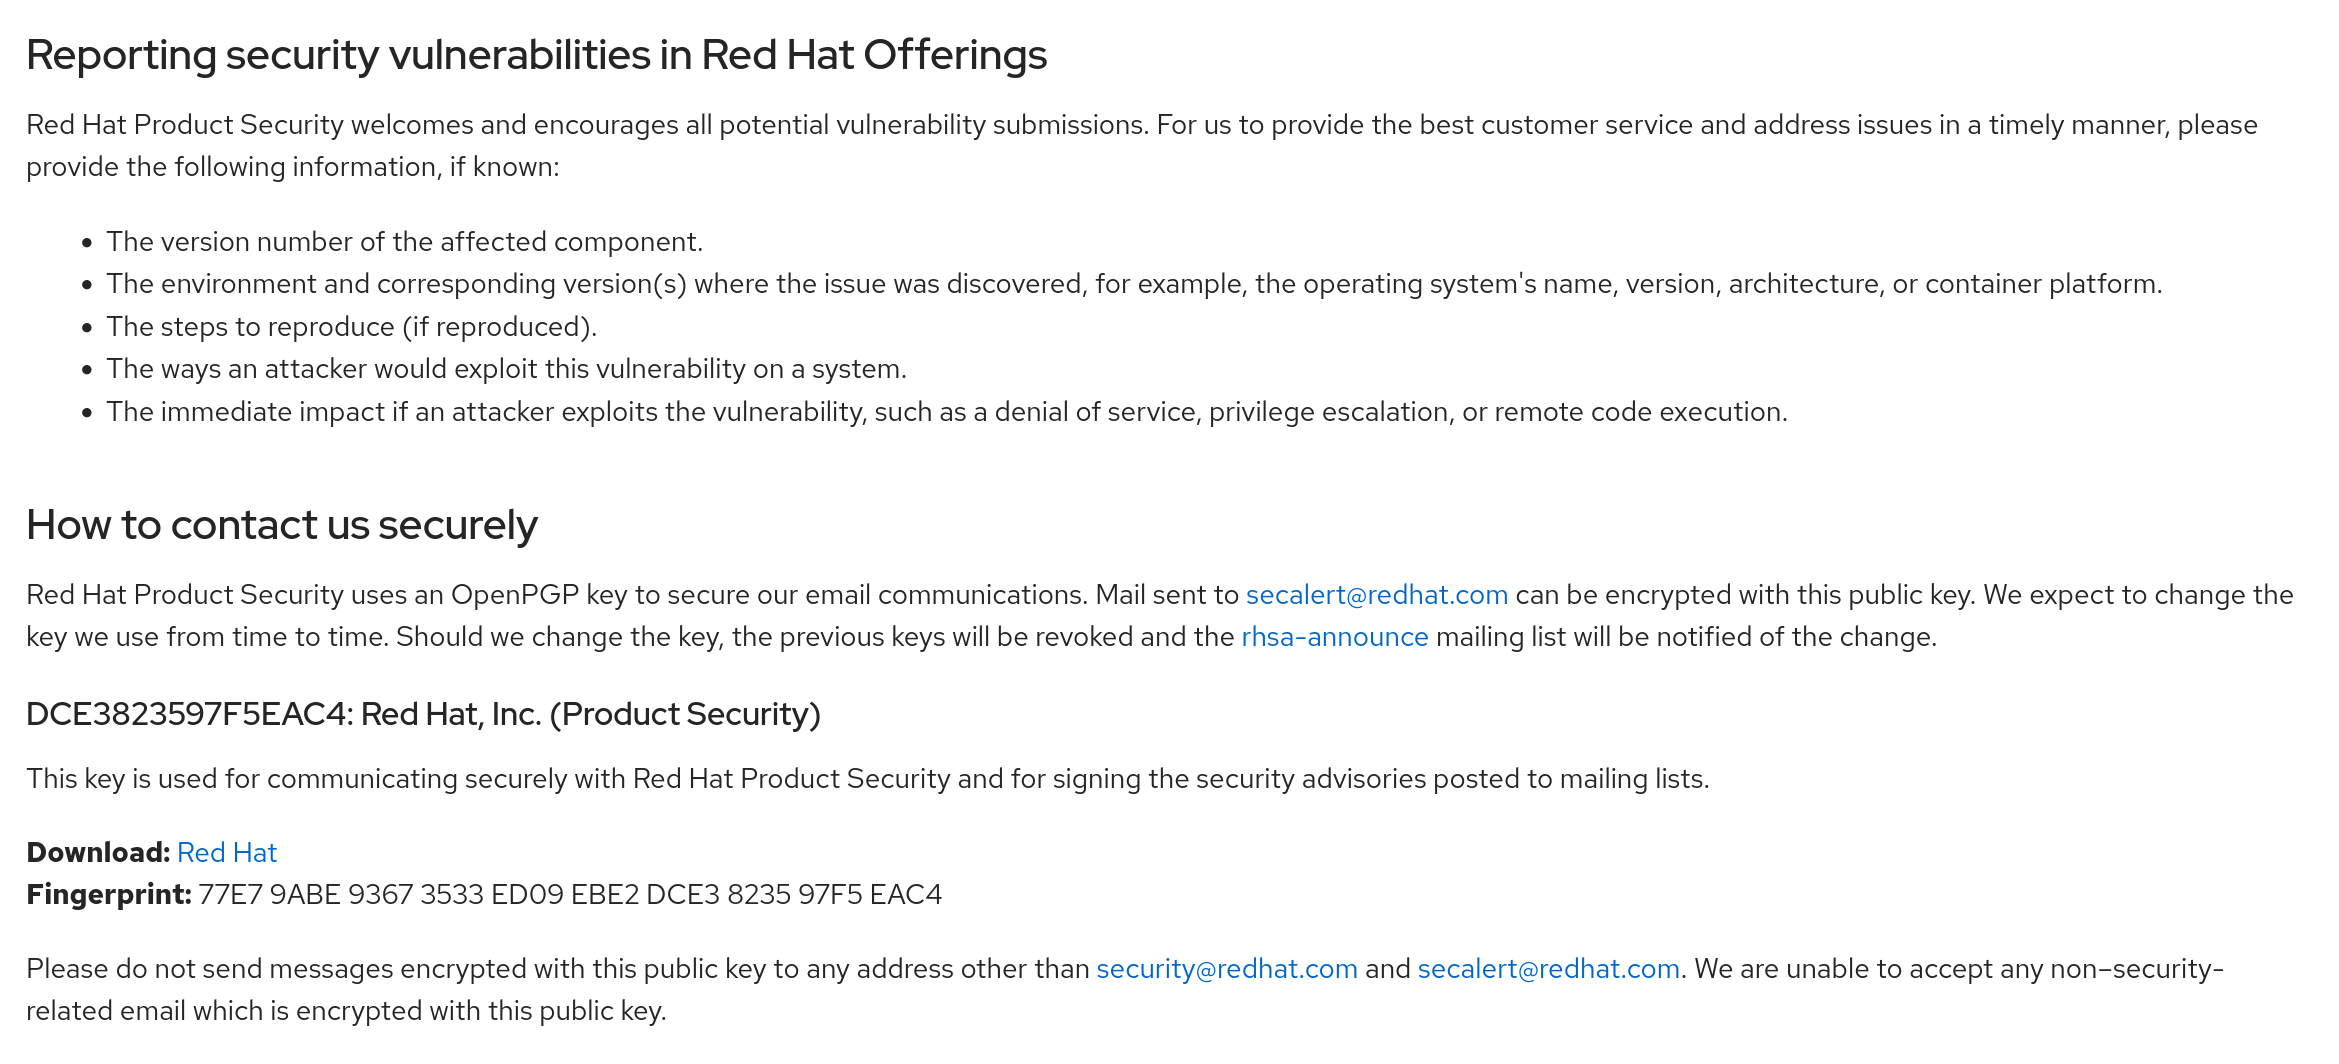 Reporting security vulnerabilities in Red Hat Offerings
Red Hat Product Security welcomes and encourages all potential vulnerability submissions. For us to provide the best customer service and address issues in a timely manner, please
provide the following information, if known:
• The version number of the affected component.
• The environment and corresponding version(s) where the issue was discovered, for example, the operating system's name, version, architecture, or container platform.
• The steps to reproduce (if reproduced).
• The ways an attacker would exploit this vulnerability on a system.
• The immediate impact if an attacker exploits the vulnerability, such as a denial of service, privilege escalation, or remote code execution.
How to contact us securely
Red Hat Product Security uses an OpenPGP key to secure our email communications. Mail sent to secalert@redhat.com can be encrypted with this public key. We expect to change the
key we use from time to time. Should we change the key, the previous keys will be revoked and the rhsa-announce mailing list will be notified of the change.
DCE3823597F5EAC4: Red Hat, Inc. (Product Security)
This key is used for communicating securely with Red Hat Product Security and for signing the security advisories posted to mailing lists.
Download: Red Hat
Fingerprint: 77E7 9ABE 9367 3533 ED09 EBE2 DCE3 8235 97F5 EAC4
Please do not send messages encrypted with this public key to any address other than security@redhat.com and secalert@redhat.com. We are unable to accept any non–security-
related email which is encrypted with this public key.